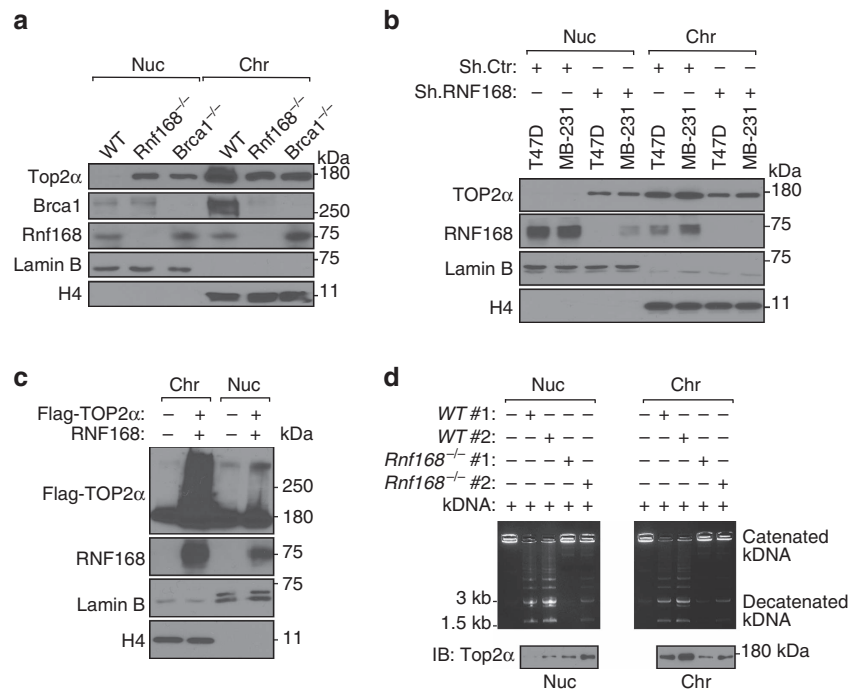 a
Nuc Chr
WT Rnf168−/− Brca1−/− WT Rnf168−/− Brca1−/−
kDa
Top2α 180
Brca1 250
Rnf168 75
Lamin B 75
H4 11
b
Nuc Chr
Sh.Ctr: + + − − + + − −
Sh.RNF168: − − + + − − + +
T47D MB-231 T47D MB-231 T47D MB-231 T47D MB-231
kDa
TOP2α 180
RNF168 75
Lamin B 75
H4 11
c
Chr Nuc
Flag-TOP2α: − + − +
RNF168: − + − + kDa
Flag-TOP2α 250
180
RNF168 75
Lamin B 75
H4 11
d
Nuc Chr
WT #1: − + − − − − + − − −
WT #2: − − + − − − − + − −
Rnf168−/− #1: − − − + − − − − + −
Rnf168−/− #2: − − − − + − − − − +
kDNA: + + + + + + + + + +
Catenated
kDNA
3 kb
1.5 kb
Decatenated
kDNA
IB: Top2α 180 kDa
Nuc Chr